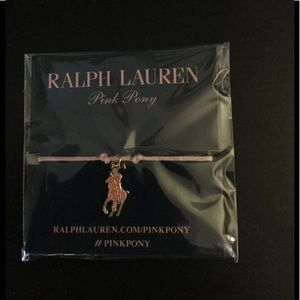 RALPH LAUREN
Pink Pony
RALPHLAUREN.COM/PINKPONY
# PINKPONY